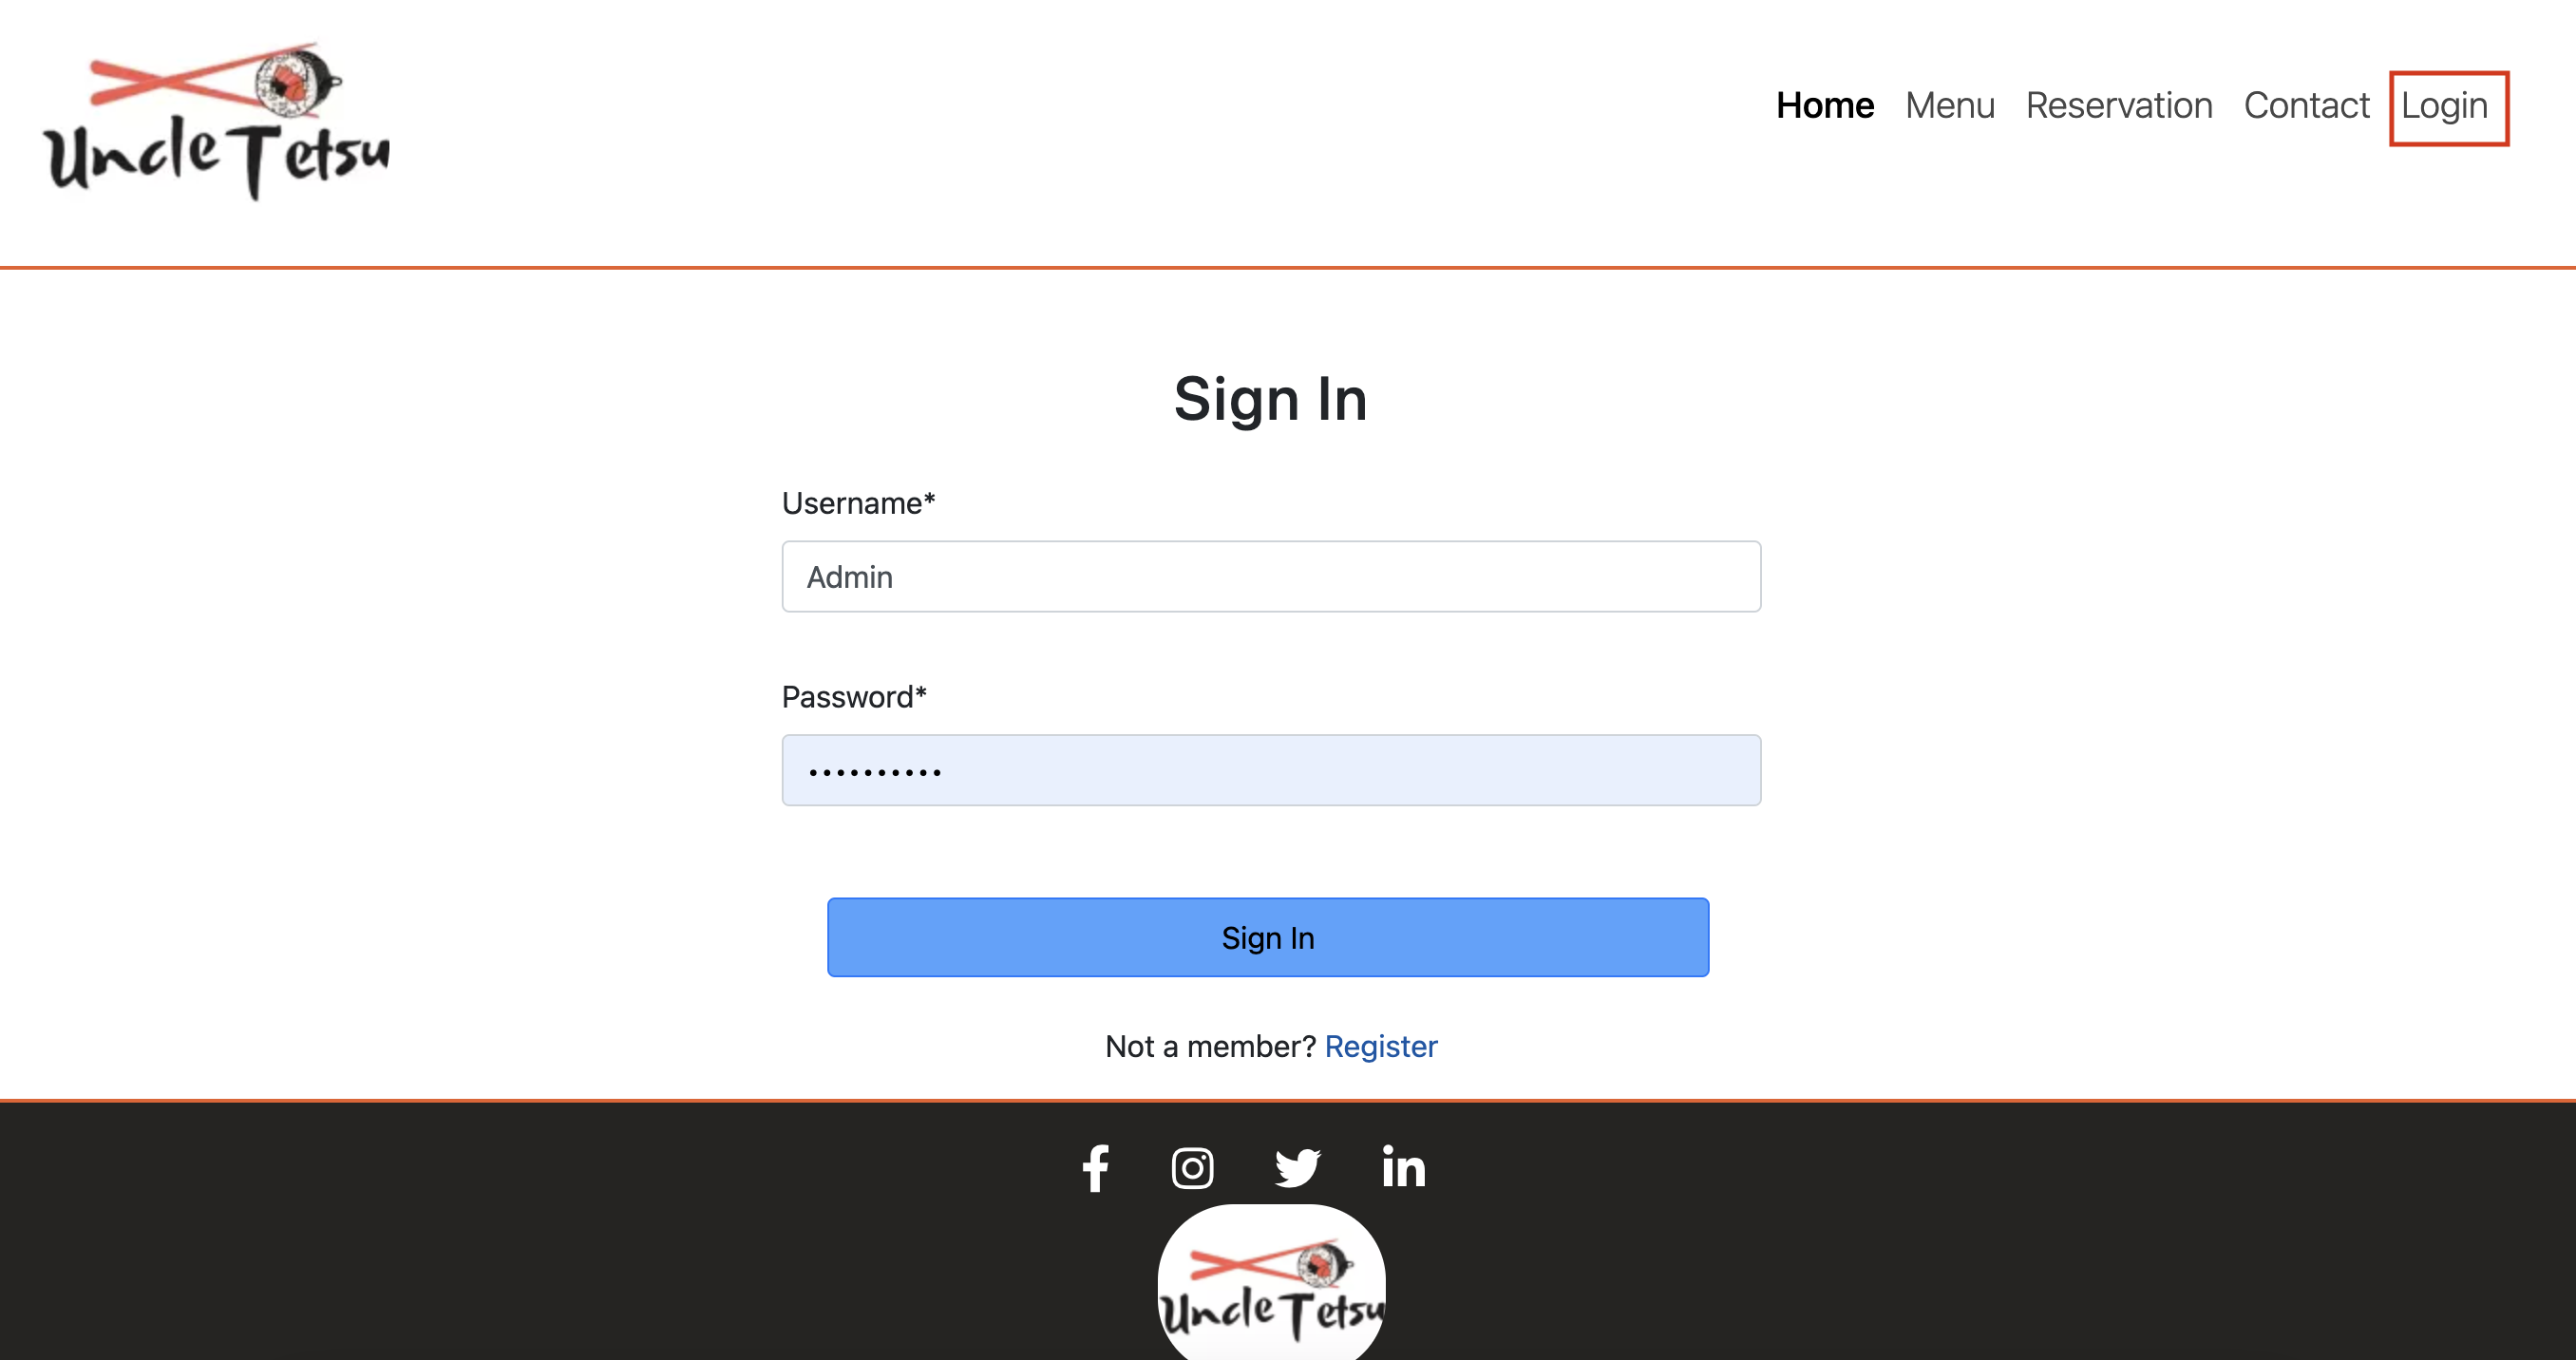 Uncle Tetsu
Home Menu Reservation Contact Login
Sign In
Username*
Admin
Password*
••••••••••
Sign In
Not a member? Register
Uncle Tetsu